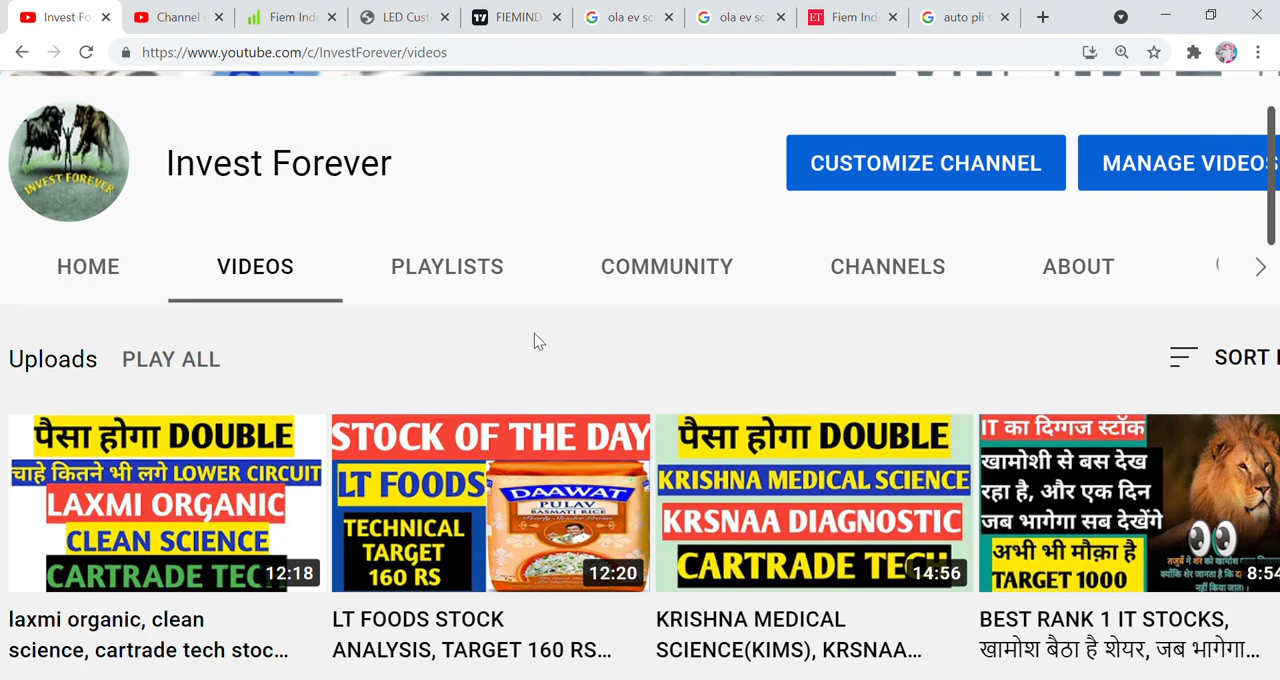 Invest Fo
Channel
Fiem Indu
LED Cust
FIEMIND
ola ev sc
ola ev sc
Fiem Ind
auto pli s
https://www.youtube.com/c/InvestForever/videos
INVEST FOREVER
Invest Forever
CUSTOMIZE CHANNEL
MANAGE VIDEOS
HOME
VIDEOS
PLAYLISTS
COMMUNITY
CHANNELS
ABOUT
Uploads
PLAY ALL
SORT
पैसा होगा DOUBLE
चाहे कितने भी लगे LOWER CIRCUIT
LAXMI ORGANIC
CLEAN SCIENCE
CARTRADE TEC
12:18
laxmi organic, clean
science, cartrade tech stoc...
STOCK OF THE DAY
LT FOODS
TECHNICAL
TARGET
160 RS
DAAWAT
PULAV
BASMATI RICE
12:20
LT FOODS STOCK
ANALYSIS, TARGET 160 RS...
पैसा होगा DOUBLE
KRISHNA MEDICAL SCIENCE
KRSNAA DIAGNOSTIC
CARTRADE TECH
14:56
KRISHNA MEDICAL
SCIENCE(KIMS), KRSNAA...
IT का दिग्गज स्टॉक
खामोशी से बस देख
रहा है, और एक दिन
जब भागेगा सब देखेंगे
अभी भी मौक़ा है
TARGET 1000
8:54
BEST RANK 1 IT STOCKS,
खामोश बैठा है शेयर, जब भागेगा...